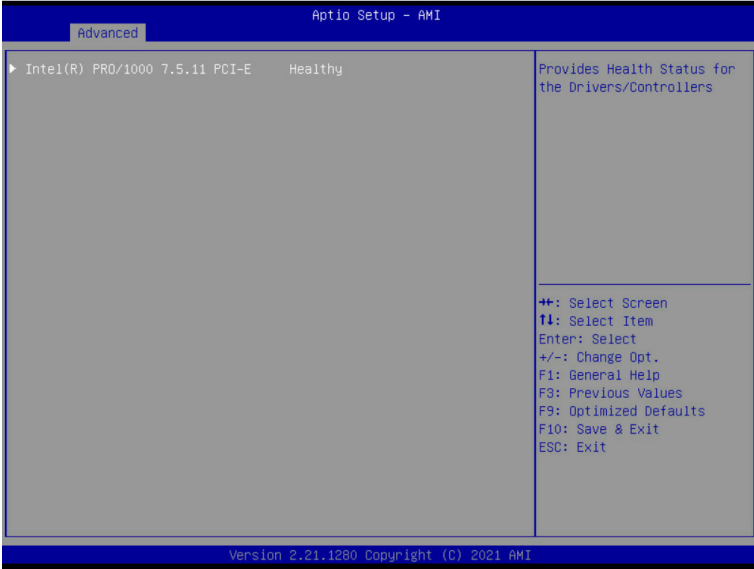 Aptio Setup – AMI
Advanced
▶ Intel(R) PRO/1000 7.5.11 PCI-E Healthy
Provides Health Status for
the Drivers/Controllers
→←: Select Screen
↑↓: Select Item
Enter: Select
+/-: Change Opt.
F1: General Help
F3: Previous Values
F9: Optimized Defaults
F10: Save & Exit
ESC: Exit
Version 2.21.1280 Copyright (C) 2021 AMI